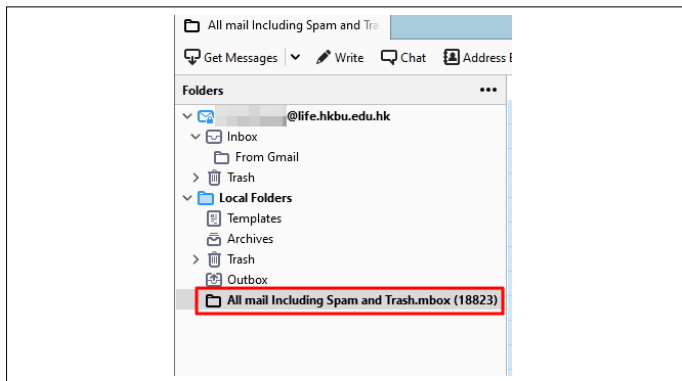 All mail Including Spam and Tra
Get Messages Write Chat Address
Folders
@life.hkbu.edu.hk
Inbox
From Gmail
Trash
Local Folders
Templates
Archives
Trash
Outbox
All mail Including Spam and Trash.mbox (18823)